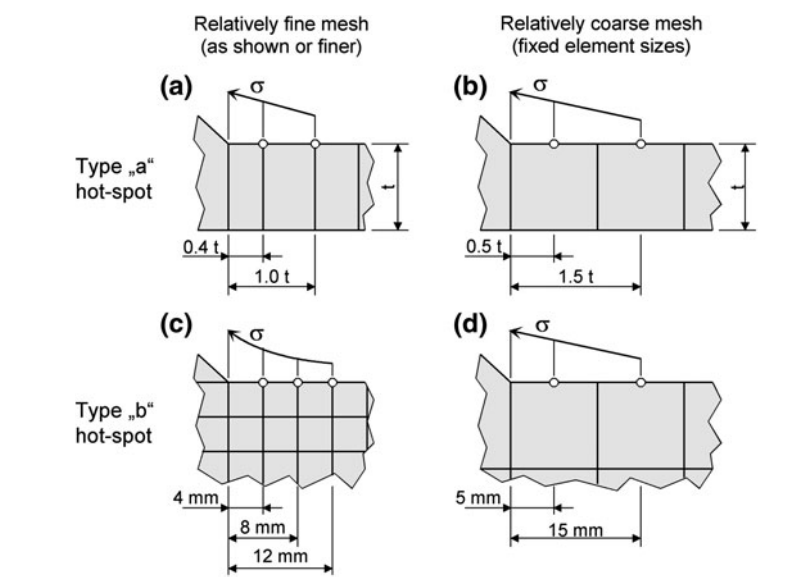 Relatively fine mesh
(as shown or finer)
Relatively coarse mesh
(fixed element sizes)
(a)
σ
(b)
σ
Type „a“
hot-spot
t
t
0.4 t
1.0 t
0.5 t
1.5 t
(c)
σ
(d)
σ
Type „b“
hot-spot
4 mm
8 mm
12 mm
5 mm
15 mm